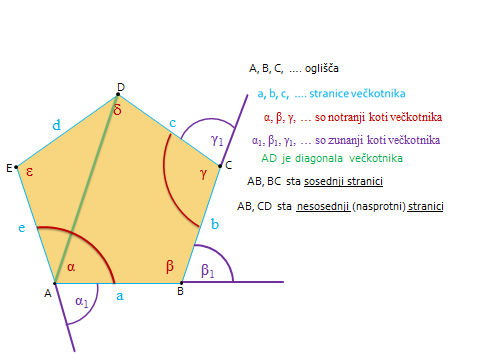 D
δ
d
c
γ₁
E
ε
γ
C
e
b
α
β
β₁
A
α₁
a
B
A, B, C, .... oglišča
a, b, c, .... stranice večkotnika
α, β, γ, ... so notranji koti večkotnika
α₁, β₁, γ₁, ... so zunanji koti večkotnika
AD je diagonala večkotnika
AB, BC sta sosednji stranici
AB, CD sta nesosednji (nasprotni) stranici